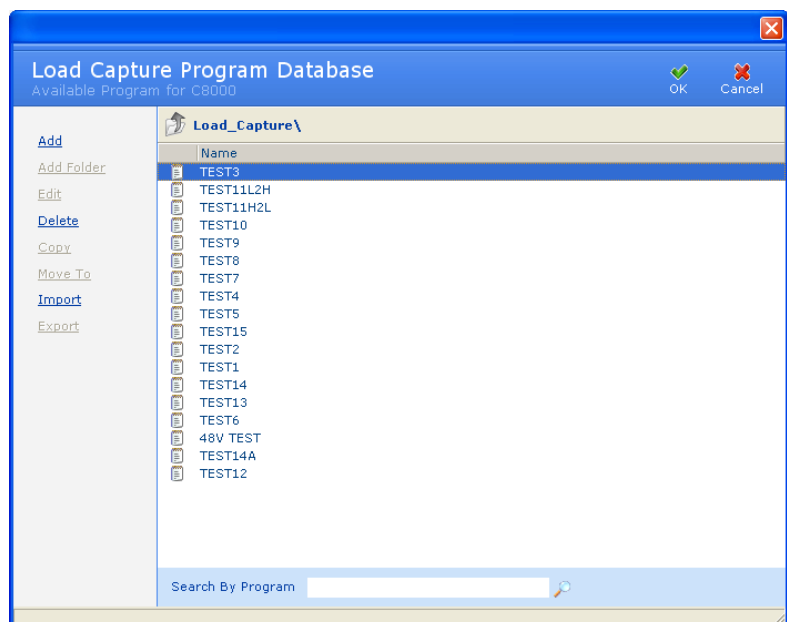 Load Capture Program Database
Available Program for C8000
OK
Cancel
Add
Add Folder
Edit
Delete
Copy
Move To
Import
Export
Load_Capture\
Name
TEST3
TEST11L2H
TEST11H2L
TEST10
TEST9
TEST8
TEST7
TEST4
TEST5
TEST15
TEST2
TEST1
TEST14
TEST13
TEST6
48V TEST
TEST14A
TEST12
Search By Program